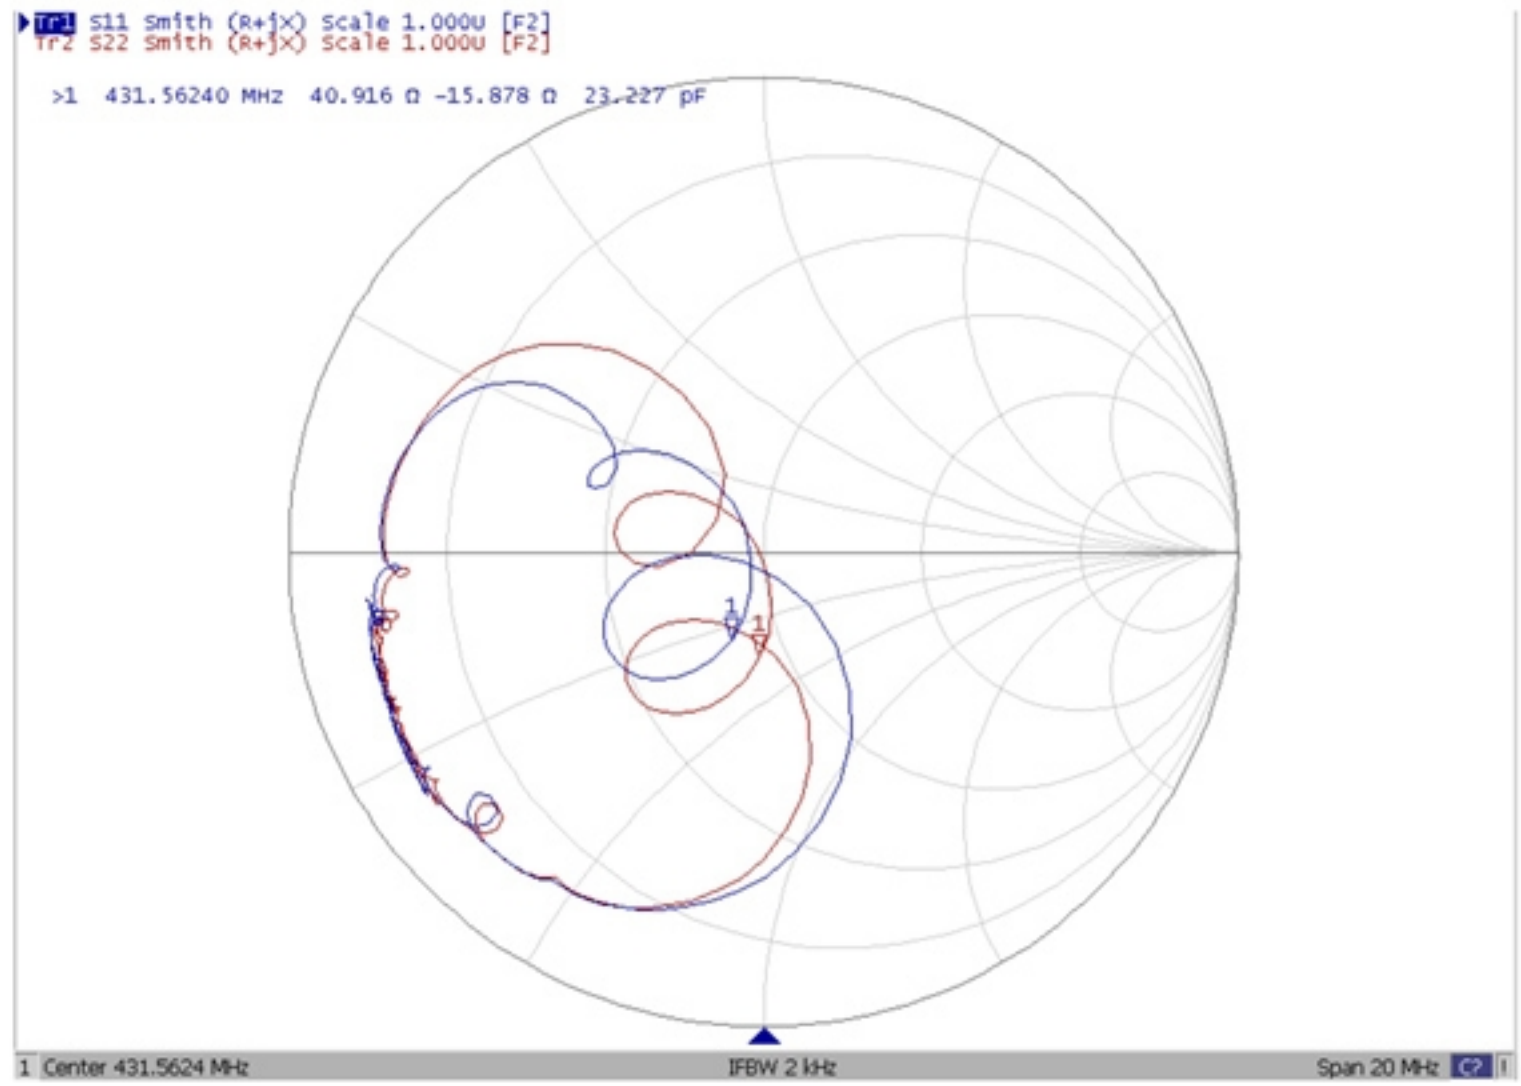 Tr1 S11 Smith (R+jX) Scale 1.000U [F2]
Tr2 S22 Smith (R+jX) Scale 1.000U [F2]
>1 431.56240 MHz 40.916 Ω -15.878 Ω 23.227 pF
1
1
1 Center 431.5624 MHz IFBW 2 kHz Span 20 MHz C? !